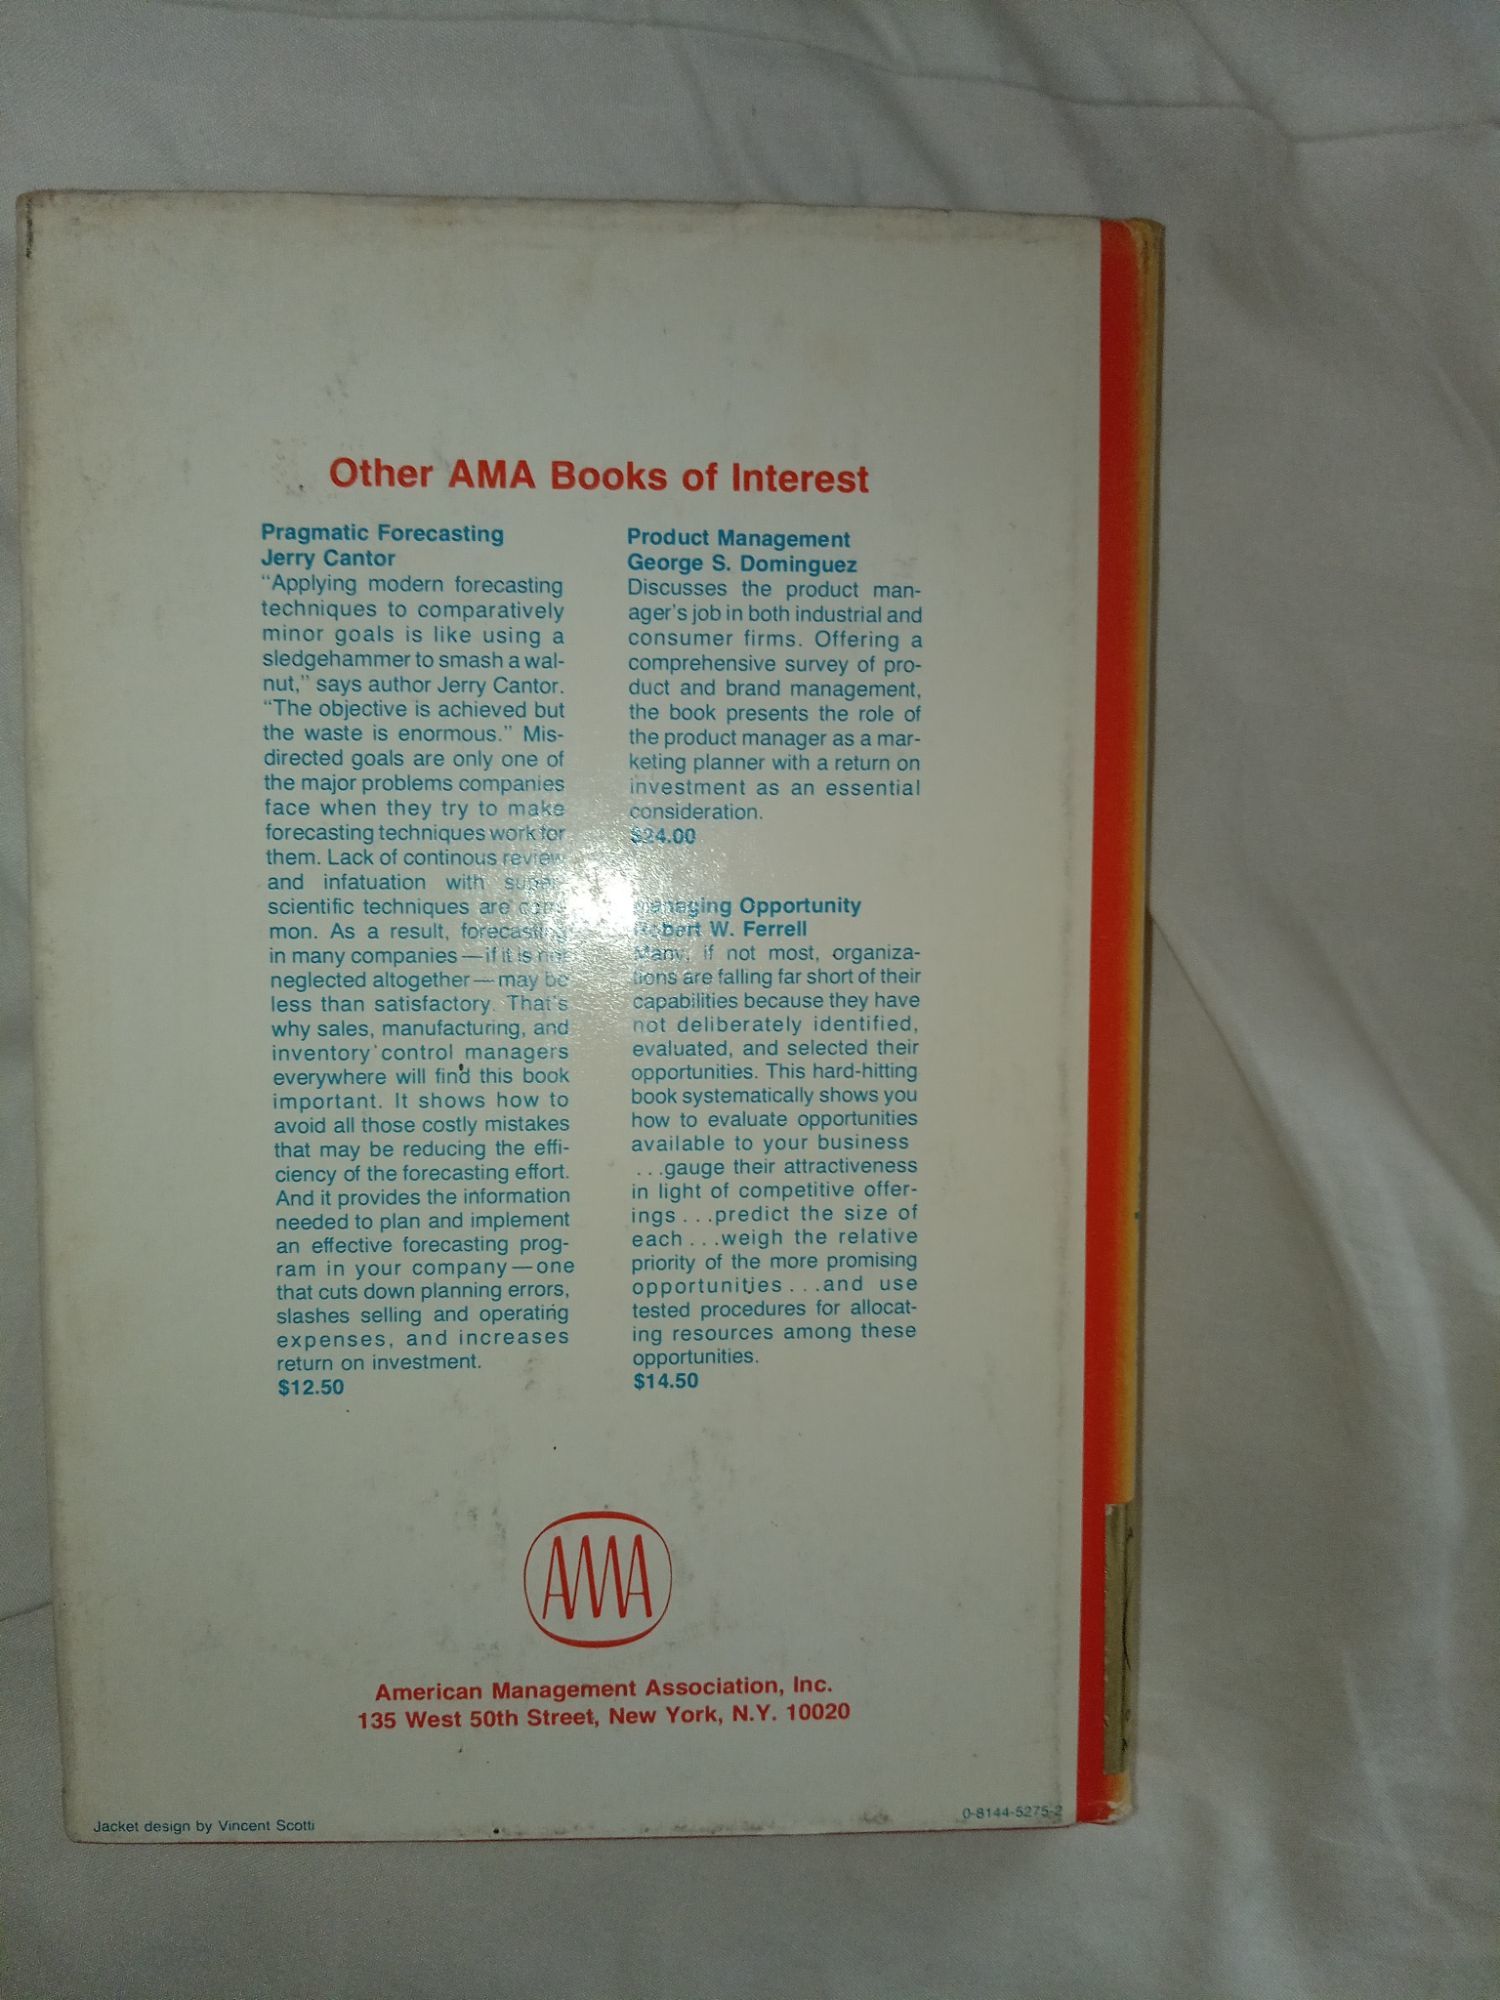 Other AMA Books of Interest
Pragmatic Forecasting
Jerry Cantor
“Applying modern forecasting
techniques to comparatively
minor goals is like using a
sledgehammer to smash a wal-
nut,” says author Jerry Cantor.
“The objective is achieved but
the waste is enormous.” Mis-
directed goals are only one of
the major problems companies
face when they try to make
forecasting techniques work for
them. Lack of continous review
and infatuation with super-
scientific techniques are com-
mon. As a result, forecasting
in many companies—if it is not
neglected altogether—may be
less than satisfactory. That's
why sales, manufacturing, and
inventory control managers
everywhere will find this book
important. It shows how to
avoid all those costly mistakes
that may be reducing the effi-
ciency of the forecasting effort.
And it provides the information
needed to plan and implement
an effective forecasting prog-
ram in your company—one
that cuts down planning errors,
slashes selling and operating
expenses, and increases
return on investment.
$12.50
Product Management
George S. Dominguez
Discusses the product man-
ager's job in both industrial and
consumer firms. Offering a
comprehensive survey of pro-
duct and brand management,
the book presents the role of
the product manager as a mar-
keting planner with a return on
investment as an essential
consideration.
$24.00
Managing Opportunity
Robert W. Ferrell
Many, if not most, organiza-
tions are falling far short of their
capabilities because they have
not deliberately identified,
evaluated, and selected their
opportunities. This hard-hitting
book systematically shows you
how to evaluate opportunities
available to your business
...gauge their attractiveness
in light of competitive offer-
ings...predict the size of
each...weigh the relative
priority of the more promising
opportunities...and use
tested procedures for allocat-
ing resources among these
opportunities.
$14.50
AMA
American Management Association, Inc.
135 West 50th Street, New York, N.Y. 10020
Jacket design by Vincent Scotti
0-8144-5275-2